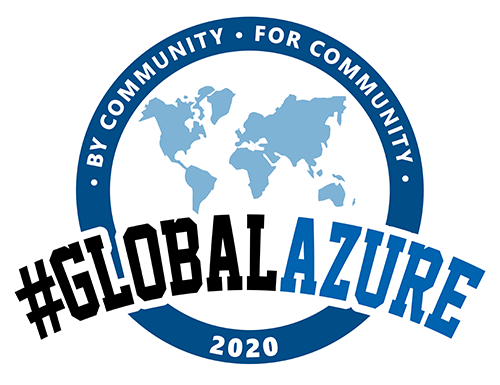 • BY COMMUNITY • FOR COMMUNITY •
#GLOBALAZURE
2020